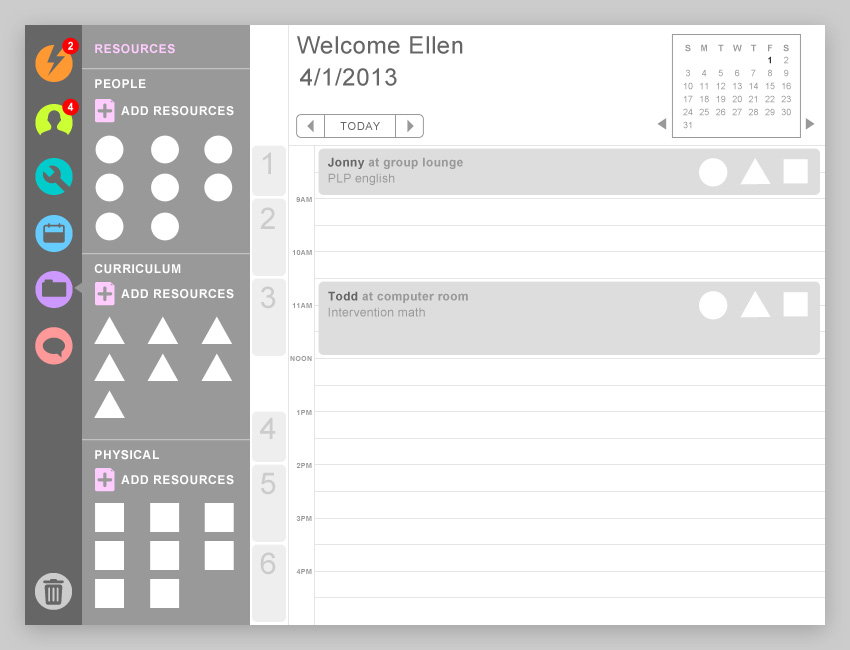 2
4
RESOURCES
PEOPLE
ADD RESOURCES
CURRICULUM
ADD RESOURCES
PHYSICAL
ADD RESOURCES
1
2
3
4
5
6
Welcome Ellen
4/1/2013
TODAY
S M T W T F S
1 2
3 4 5 6 7 8 9
10 11 12 13 14 15 16
17 18 19 20 21 22 23
24 25 26 27 28 29 30
31
Jonny at group lounge
PLP english
9AM
10AM
Todd at computer room
11AM
Intervention math
NOON
1PM
2PM
3PM
4PM